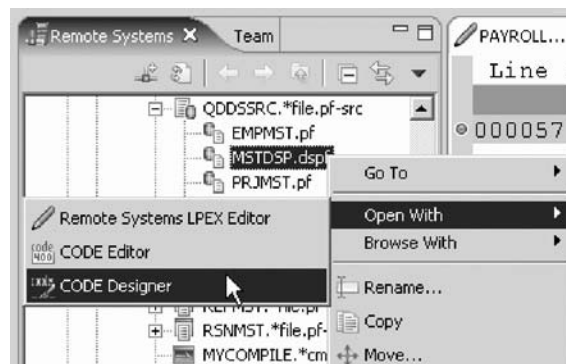 Remote Systems Team PAYROLL...
Line
QDDSSRC.*file.pf-src
EMPMST.pf
000057
MSTDSP.dspf
Go To
PRJMST.pf
Open With
Remote Systems LPEX Editor
Browse With
code 400 CODE Editor
CODE Designer
Rename...
RSNMST.*file.pf-
Copy
MYCOMPILE.*cm
Move...